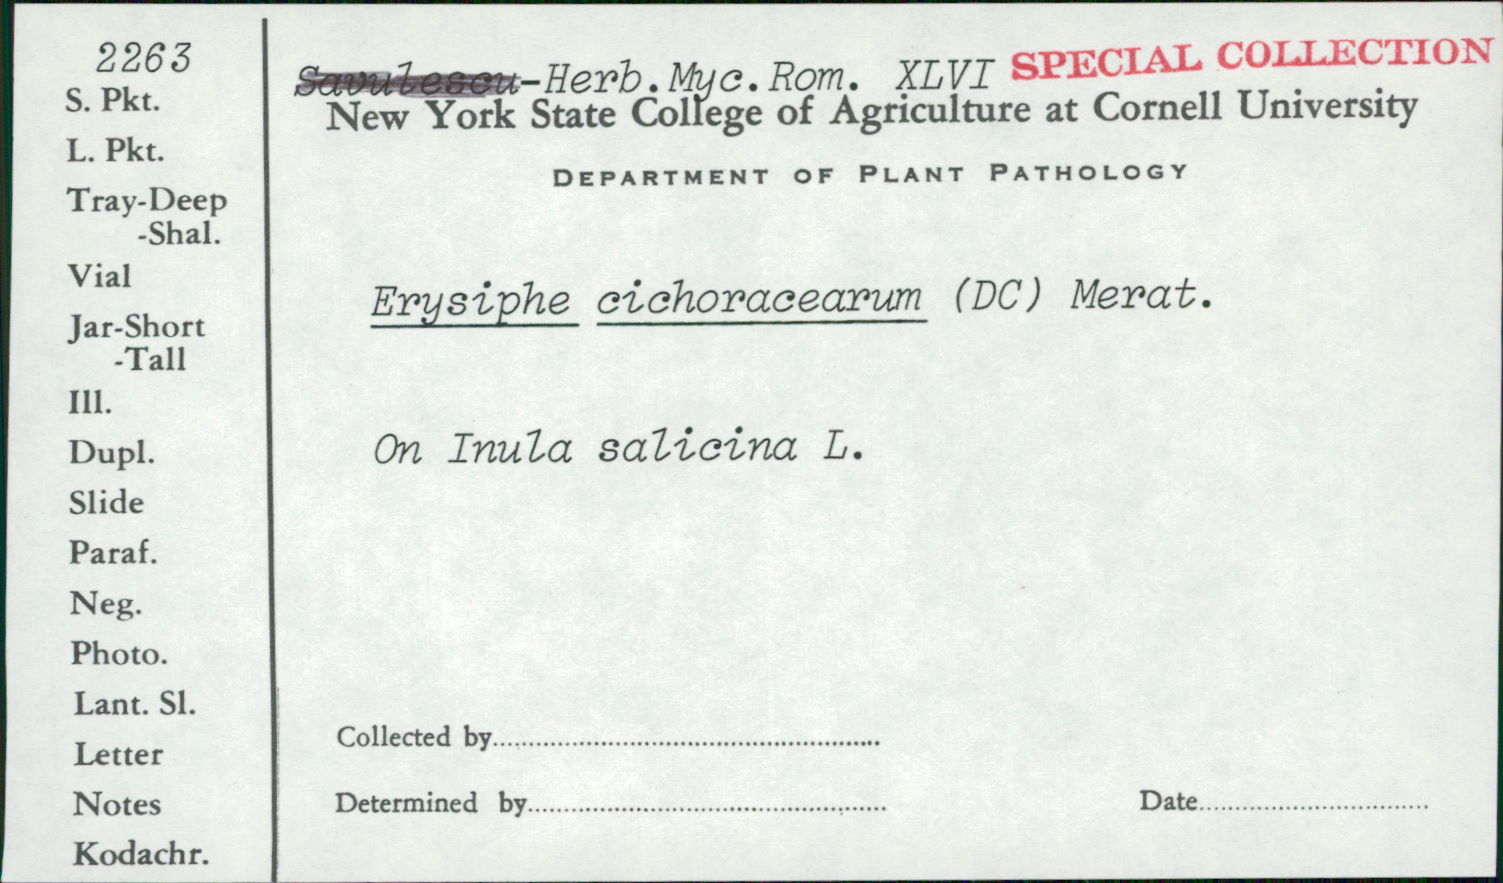 2263
S. Pkt.
L. Pkt.
Tray-Deep
-Shal.
Vial
Jar-Short
-Tall
Ill.
Dupl.
Slide
Paraf.
Neg.
Photo.
Lant. Sl.
Letter
Notes
Kodachr.
Savulescu-Herb.Myc.Rom. XLVI SPECIAL COLLECTION
New York State College of Agriculture at Cornell University
DEPARTMENT OF PLANT PATHOLOGY
Erysiphe cichoracearum (DC) Merat.
On Inula salicina L.
Collected by
Determined by
Date